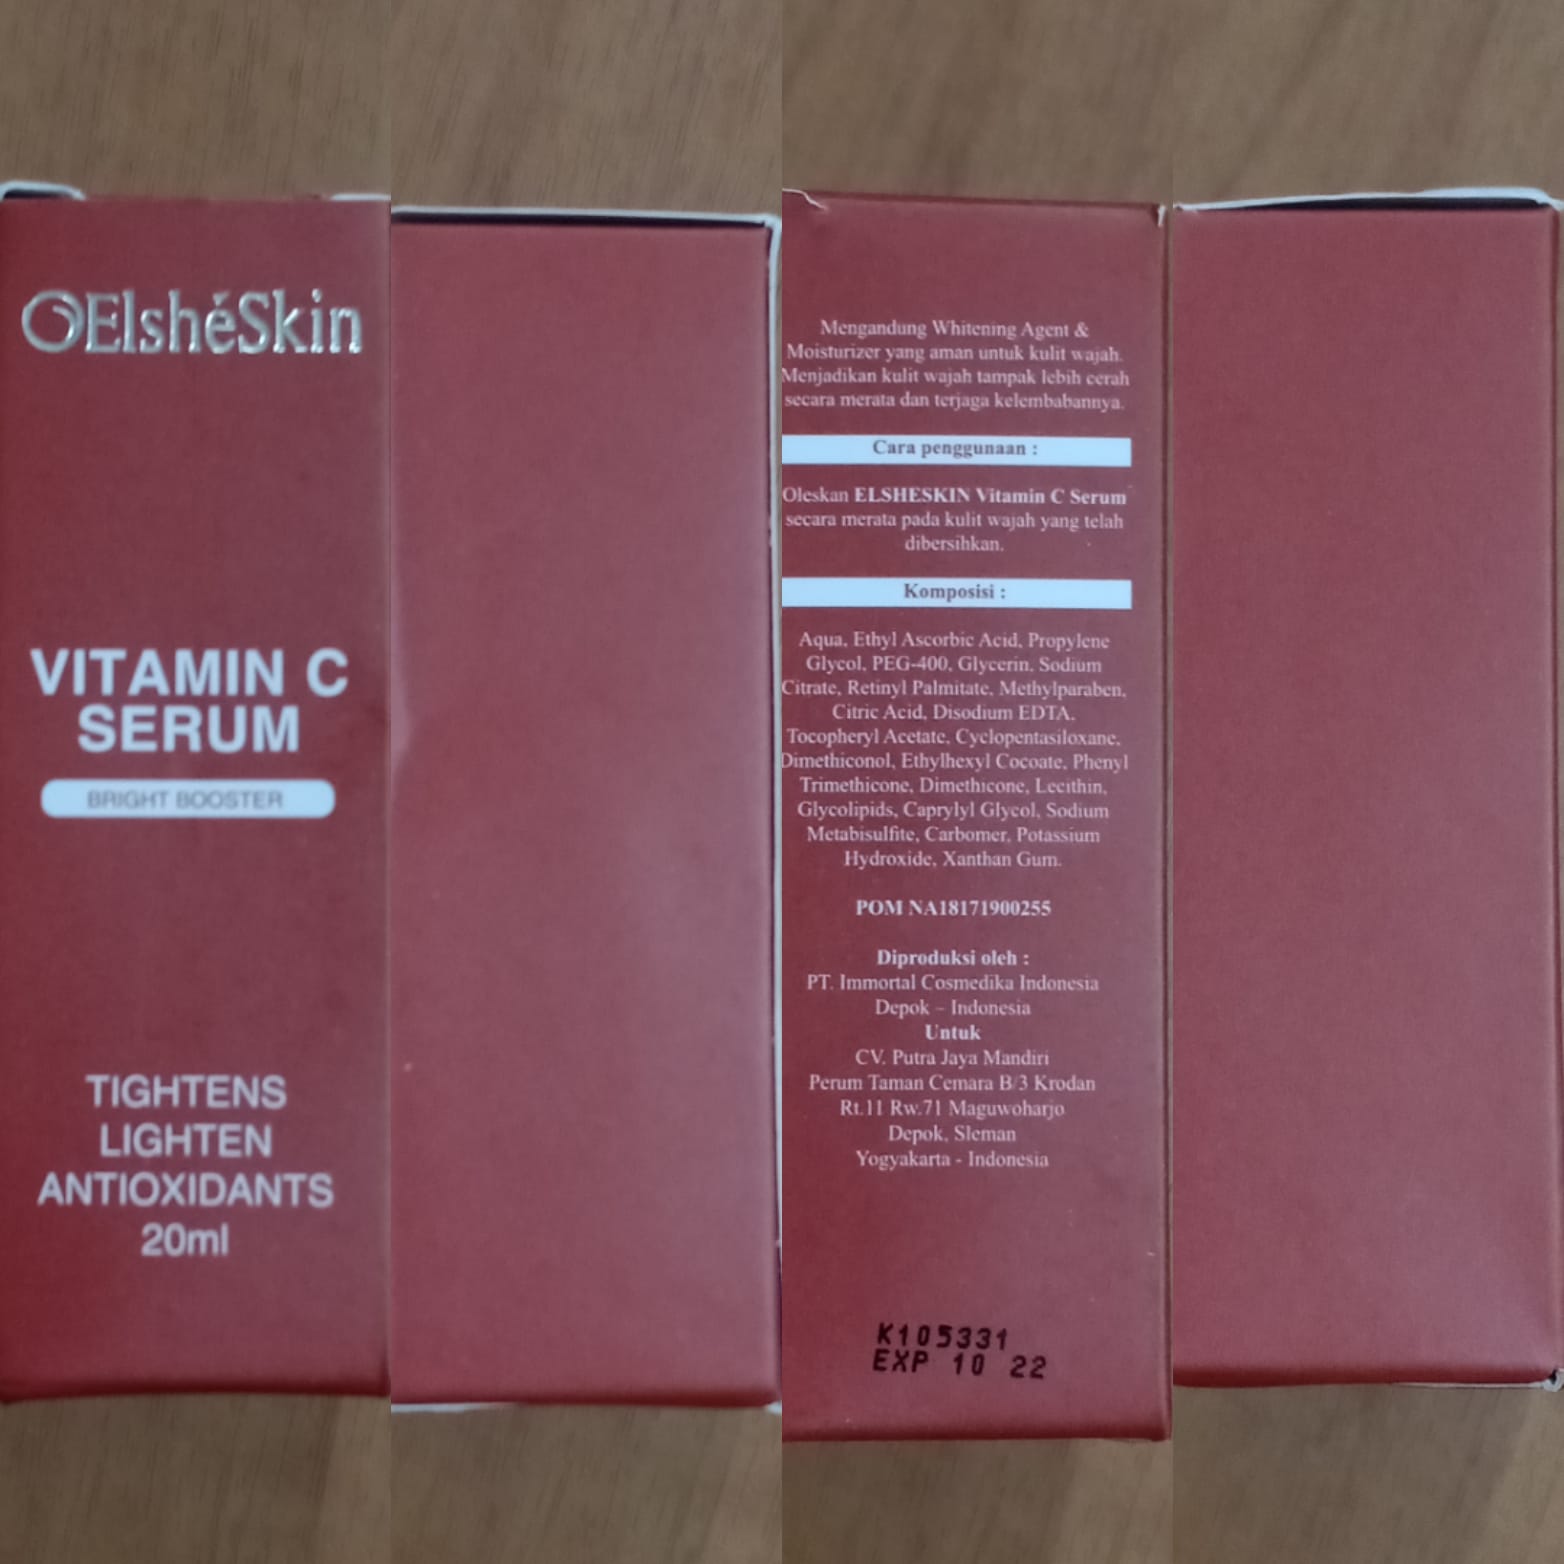 ElshéSkin
VITAMIN C
SERUM
BRIGHT BOOSTER
TIGHTENS
LIGHTEN
ANTIOXIDANTS
20ml
Mengandung Whitening Agent &
Moisturizer yang aman untuk kulit wajah.
Menjadikan kulit wajah tampak lebih cerah
secara merata dan terjaga kelembabannya.
Cara penggunaan :
Oleskan ELSHESKIN Vitamin C Serum
secara merata pada kulit wajah yang telah
dibersihkan.
Komposisi :
Aqua, Ethyl Ascorbic Acid, Propylene
Glycol, PEG-400, Glycerin, Sodium
Citrate, Retinyl Palmitate, Methylparaben,
Citric Acid, Disodium EDTA,
Tocopheryl Acetate, Cyclopentasiloxane,
Dimethiconol, Ethylhexyl Cocoate, Phenyl
Trimethicone, Dimethicone, Lecithin,
Glycolipids, Caprylyl Glycol, Sodium
Metabisulfite, Carbomer, Potassium
Hydroxide, Xanthan Gum.
POM NA18171900255
Diproduksi oleh :
PT. Immortal Cosmedika Indonesia
Depok – Indonesia
Untuk
CV. Putra Jaya Mandiri
Perum Taman Cemara B/3 Krodan
Rt.11 Rw.71 Maguwoharjo
Depok, Sleman
Yogyakarta - Indonesia
K105331
EXP 10 22